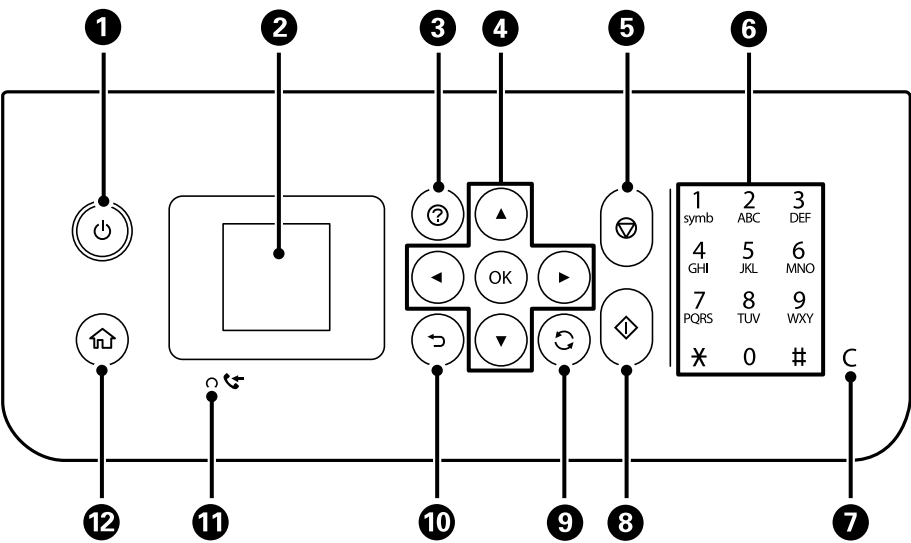 1 2 3 4 5 6
1 2 3
symb ABC DEF
4 5 6
GHI JKL MNO
OK
7 8 9
PQRS TUV WXY
* 0 #
C
12 11 10 9 8 7